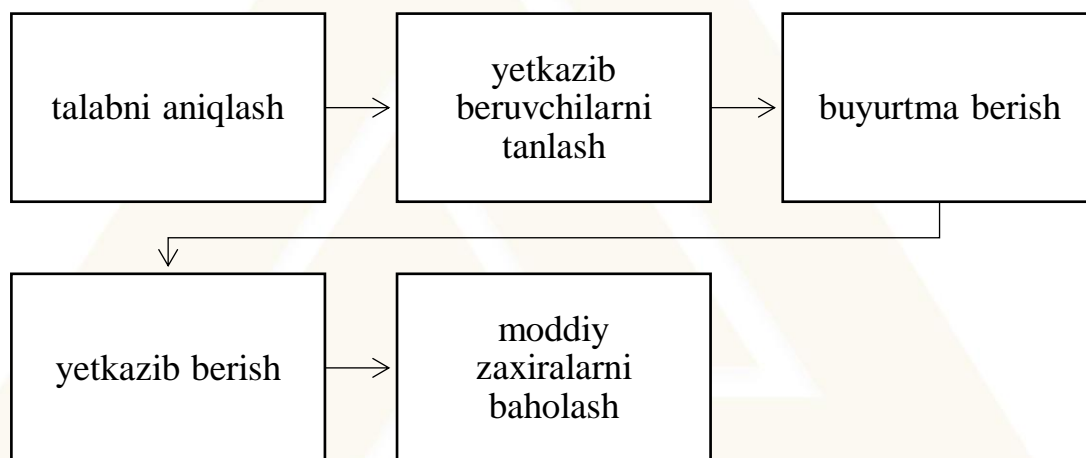 talabni aniqlash
yetkazib
beruvchilarni
tanlash
buyurtma berish
yetkazib berish
moddiy
zaxiralarni
baholash